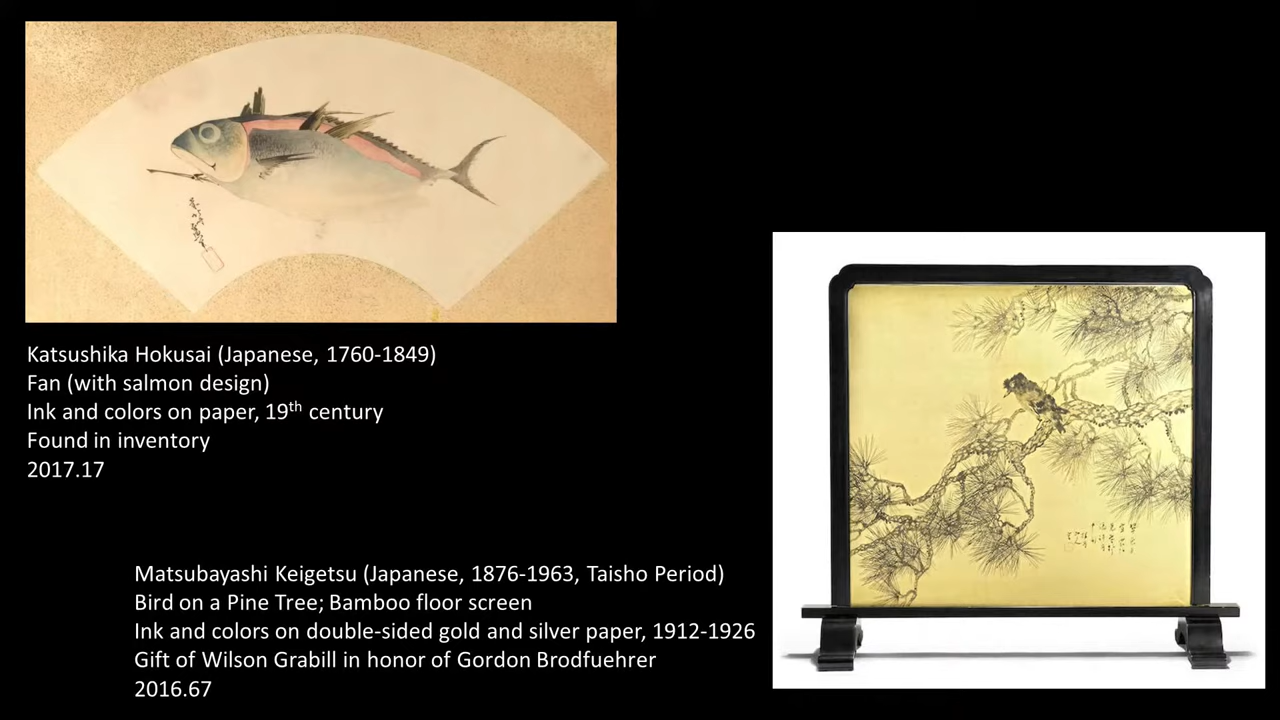 Katsushika Hokusai (Japanese, 1760-1849)
Fan (with salmon design)
Ink and colors on paper, 19th century
Found in inventory
2017.17
Matsubayashi Keigetsu (Japanese, 1876-1963, Taisho Period)
Bird on a Pine Tree; Bamboo floor screen
Ink and colors on double-sided gold and silver paper, 1912-1926
Gift of Wilson Grabill in honor of Gordon Brodfuehrer
2016.67